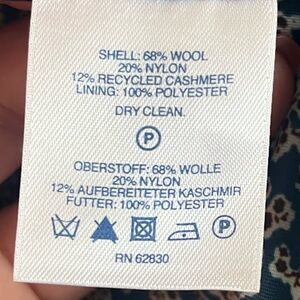 SHELL: 68% WOOL
20% NYLON
12% RECYCLED CASHMERE
LINING: 100% POLYESTER
DRY CLEAN.
P
OBERSTOFF: 68% WOLLE
20% NYLON
12% AUFBEREITETER KASCHMIR
FUTTER: 100% POLYESTER
P
RN 62830